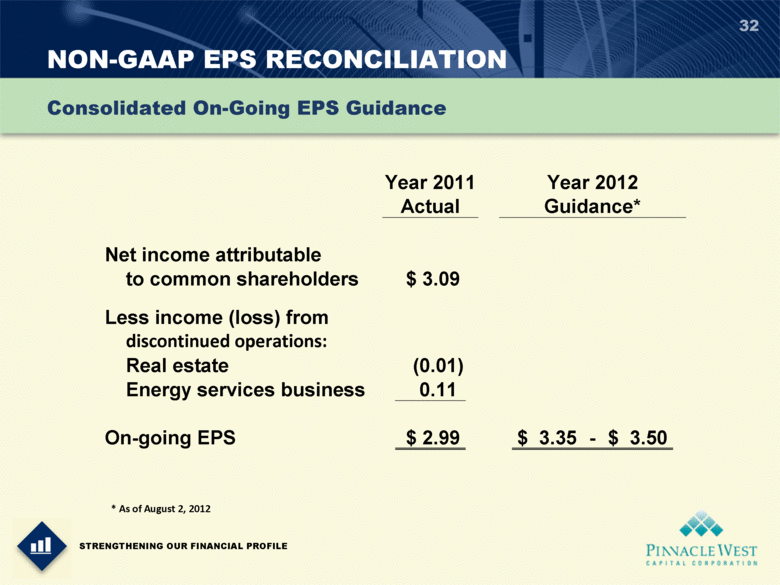 32
NON-GAAP EPS RECONCILIATION
Consolidated On-Going EPS Guidance
Year 2011 Year 2012
Actual Guidance*
Net income attributable
to common shareholders $ 3.09
Less income (loss) from
discontinued operations:
Real estate (0.01)
Energy services business 0.11
On-going EPS $ 2.99 $ 3.35 - $ 3.50
* As of August 2, 2012
STRENGTHENING OUR FINANCIAL PROFILE
PINNACLE WEST
CAPITAL CORPORATION